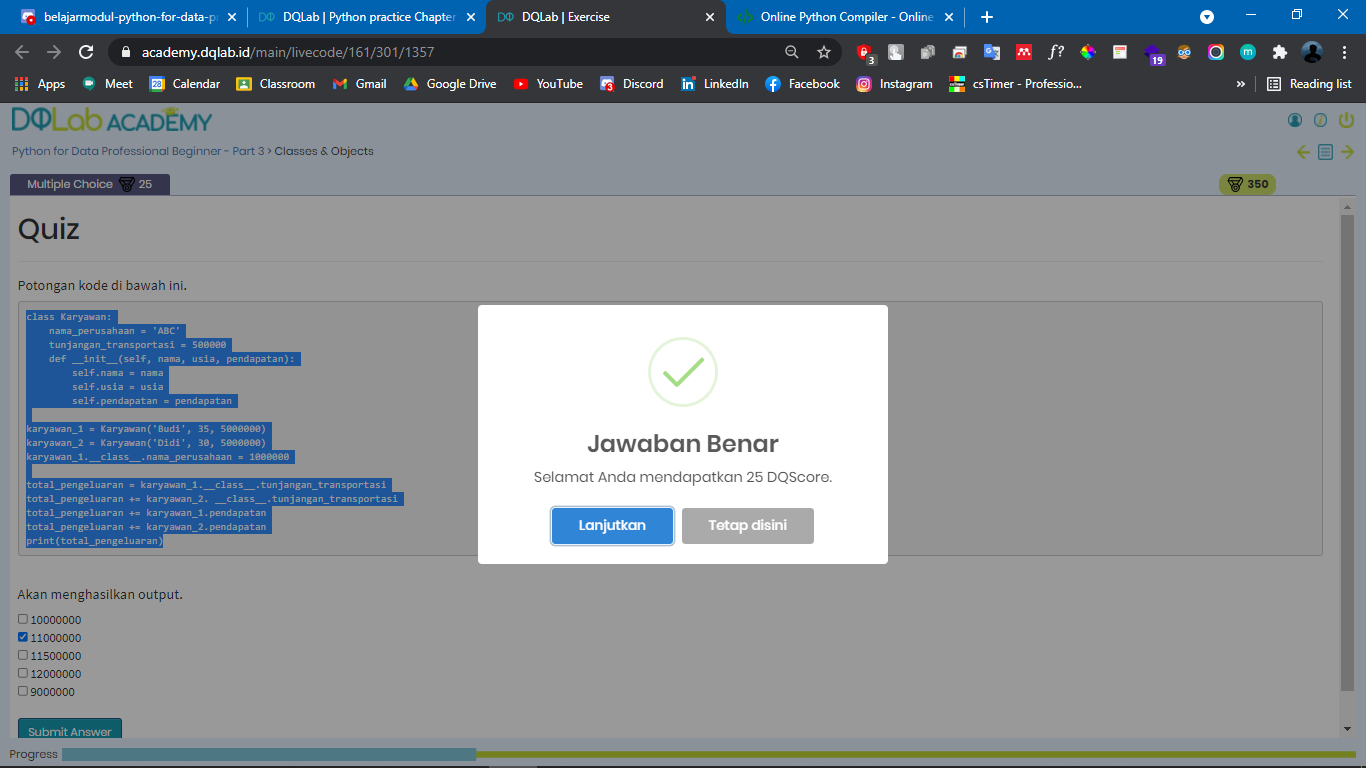 belajarmodul-python-for-data-pr
DQLab | Python practice Chapter
DQLab | Exercise
Online Python Compiler - Online
academy.dqlab.id/main/livecode/161/301/1357
3
19
Apps
Meet
28
Calendar
Classroom
Gmail
Google Drive
YouTube
3
Discord
LinkedIn
Facebook
Instagram
csTimer - Professio...
»
Reading list
DQLab ACADEMY
Python for Data Professional Beginner - Part 3 > Classes & Objects
Multiple Choice 25
350
Quiz
Potongan kode di bawah ini.
class Karyawan:
nama_perusahaan = 'ABC'
tunjangan_transportasi = 500000
def __init__(self, nama, usia, pendapatan):
self.nama = nama
self.usia = usia
self.pendapatan = pendapatan
karyawan_1 = Karyawan('Budi', 35, 5000000)
karyawan_2 = Karyawan('Didi', 30, 5000000)
karyawan_1.__class__.nama_perusahaan = 1000000
total_pengeluaran = karyawan_1.__class__.tunjangan_transportasi
total_pengeluaran += karyawan_2. __class__.tunjangan_transportasi
total_pengeluaran += karyawan_1.pendapatan
total_pengeluaran += karyawan_2.pendapatan
print(total_pengeluaran)
Jawaban Benar
Selamat Anda mendapatkan 25 DQScore.
Lanjutkan
Tetap disini
Akan menghasilkan output.
10000000
11000000
11500000
12000000
9000000
Submit Answer
Progress